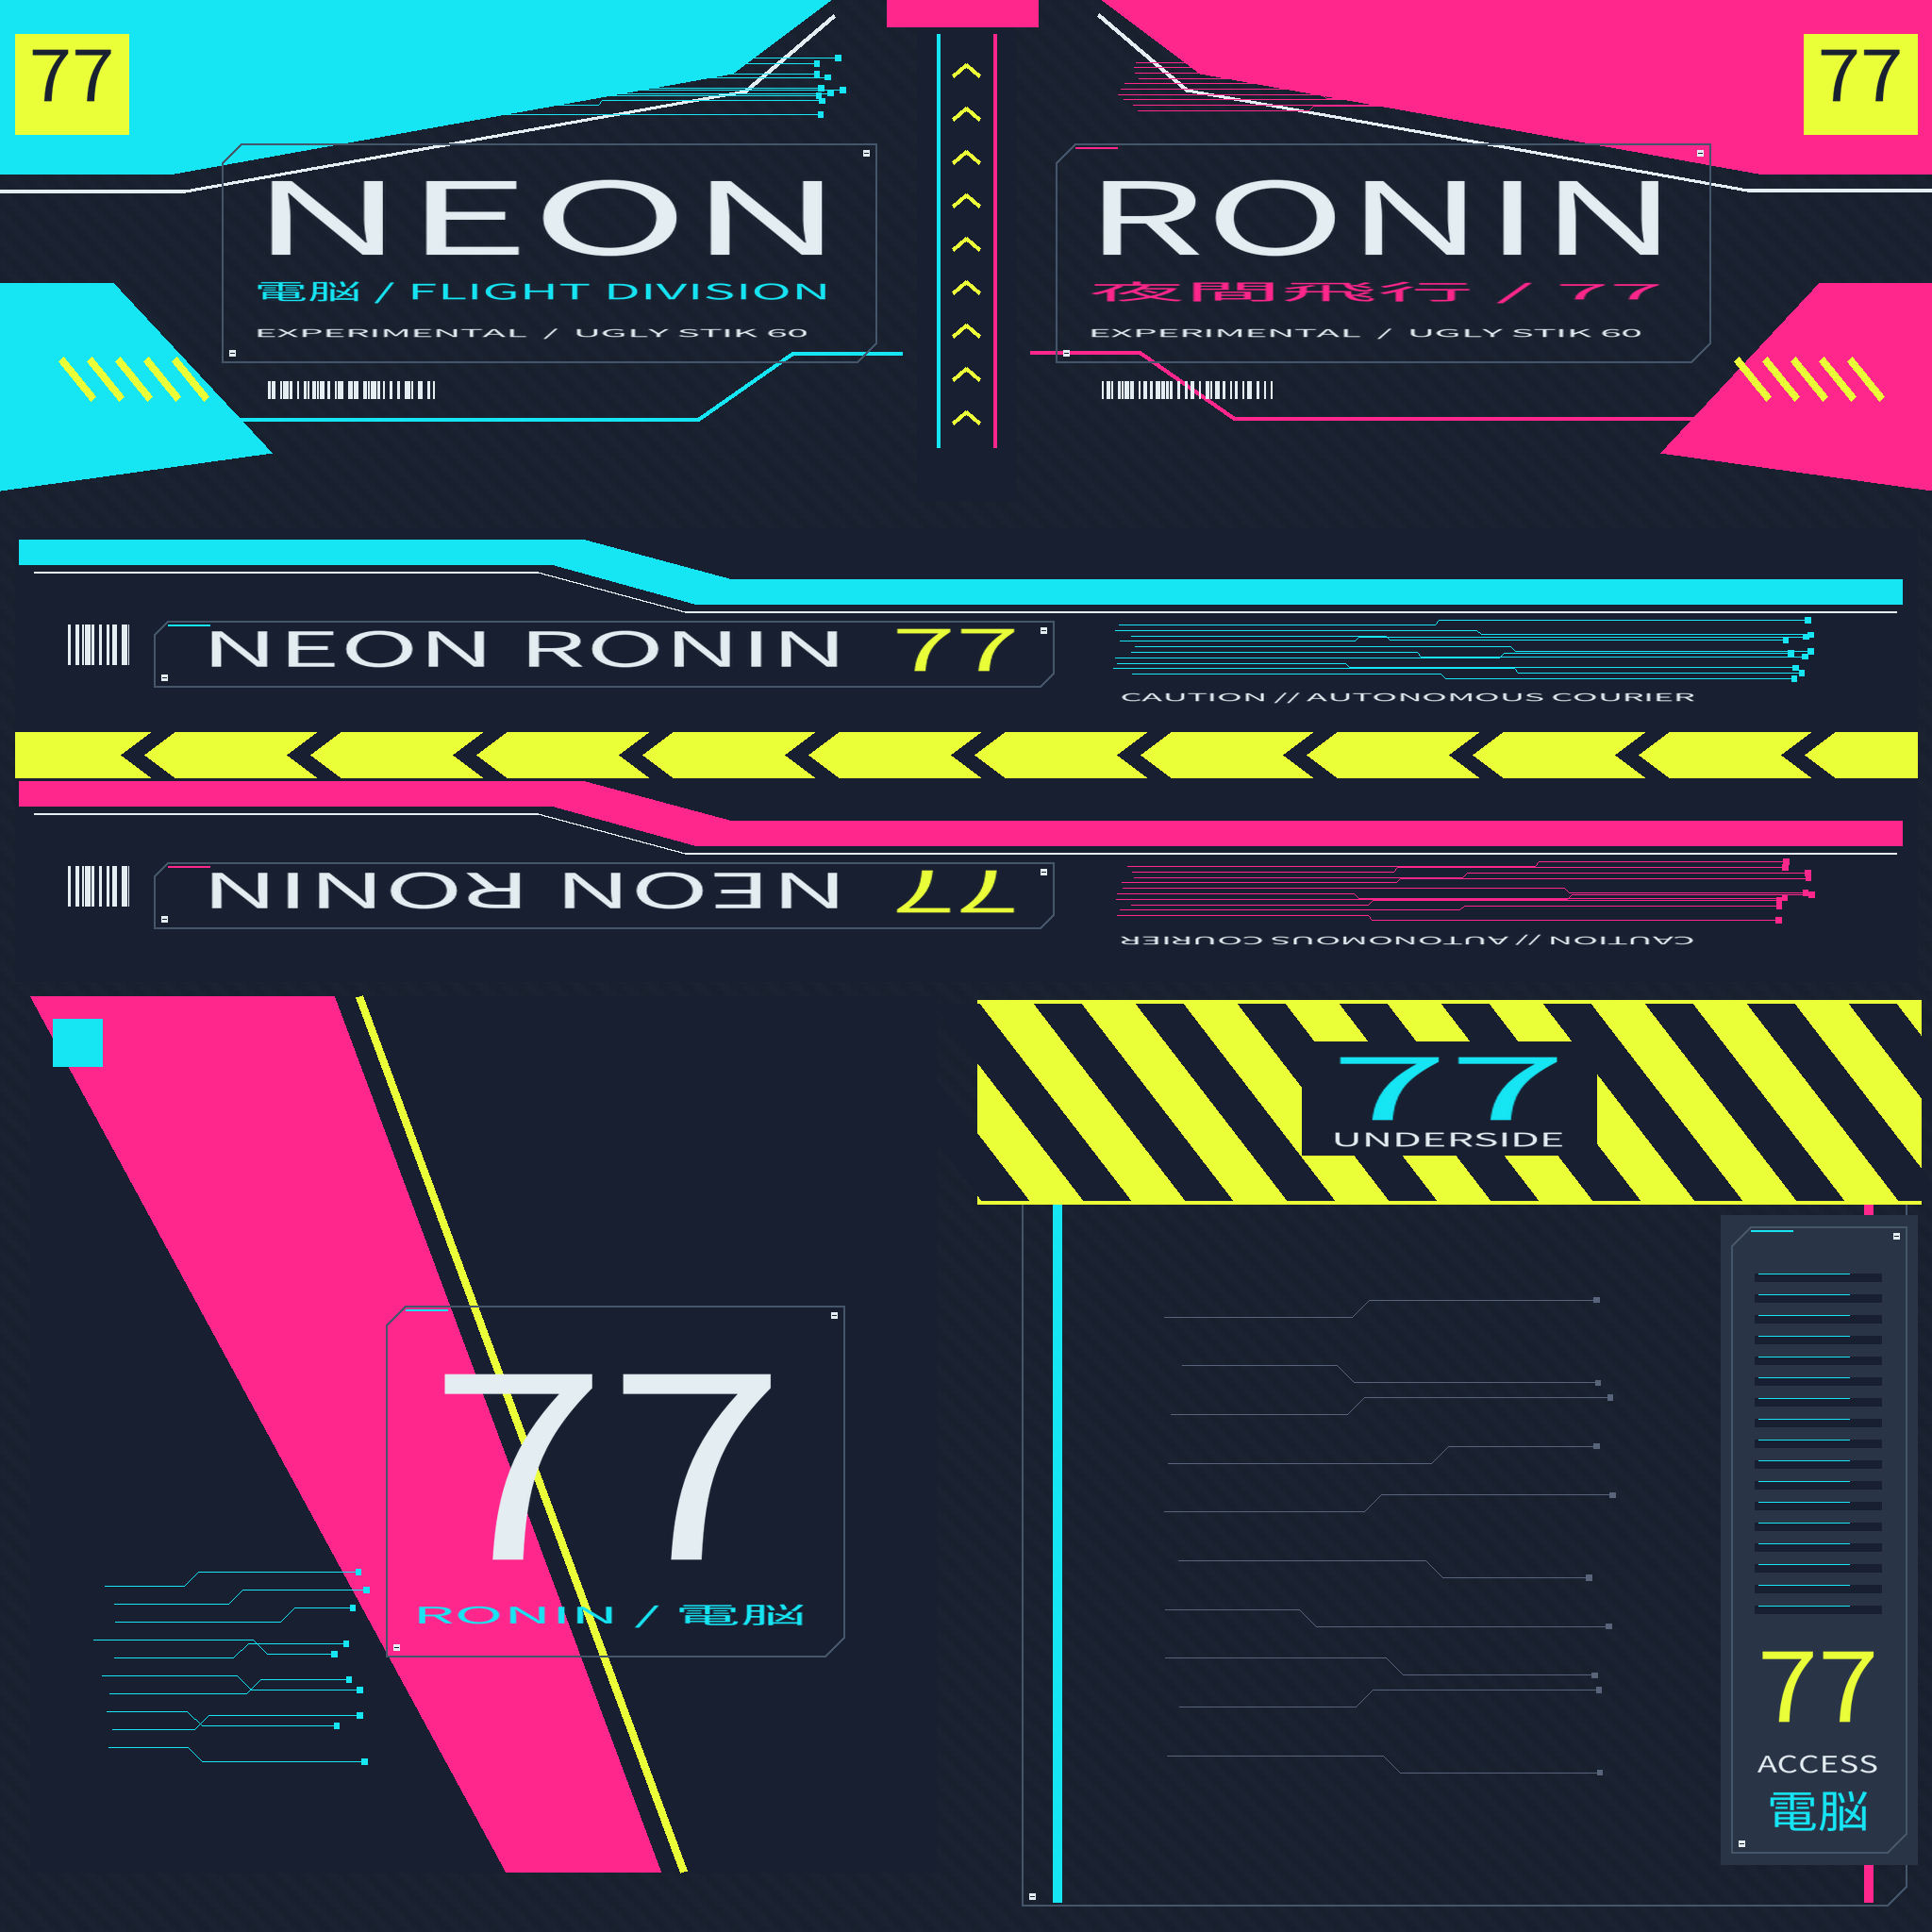 77
77
NEON
電脳 / FLIGHT DIVISION
EXPERIMENTAL / UGLY STIK 60
RONIN
夜間飛行 / 77
EXPERIMENTAL / UGLY STIK 60
NEON RONIN 77
CAUTION // AUTONOMOUS COURIER
NEON RONIN 77
CAUTION // AUTONOMOUS COURIER
77
RONIN / 電脳
77
UNDERSIDE
77
ACCESS
電脳